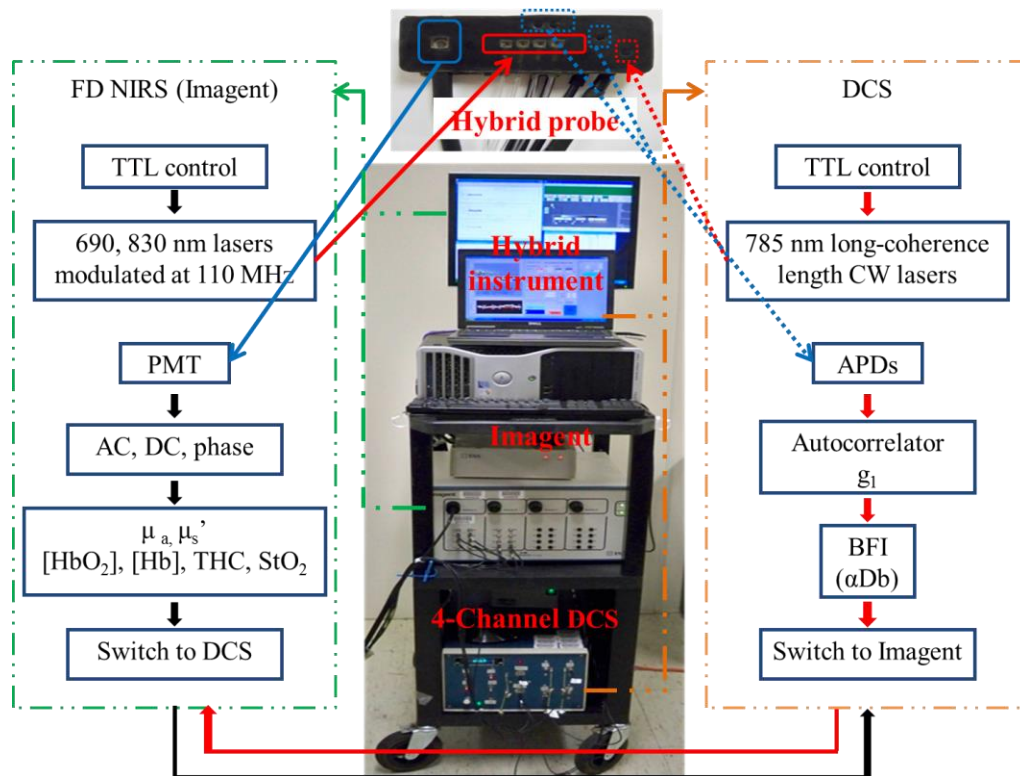 FD NIRS (Imagent)
TTL control
690, 830 nm lasers
modulated at 110 MHz
PMT
AC, DC, phase
μ a, μs’
[HbO2], [Hb], THC, StO2
Switch to DCS
Hybrid probe
Hybrid
instrument
Imagent
4-Channel DCS
DCS
TTL control
785 nm long-coherence
length CW lasers
APDs
Autocorrelator
g1
BFI
(αDb)
Switch to Imagent